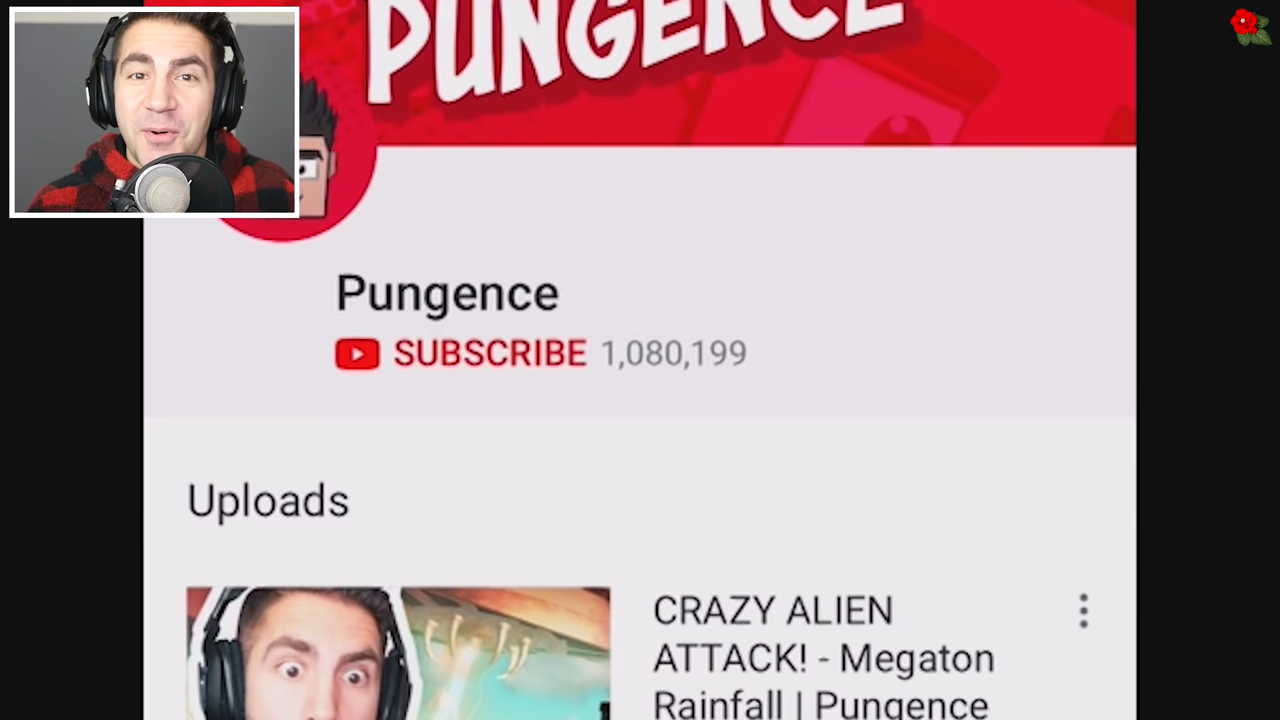 PUNGENCE
Pungence
SUBSCRIBE 1,080,199
Uploads
CRAZY ALIEN
ATTACK! - Megaton
Rainfall | Pungence